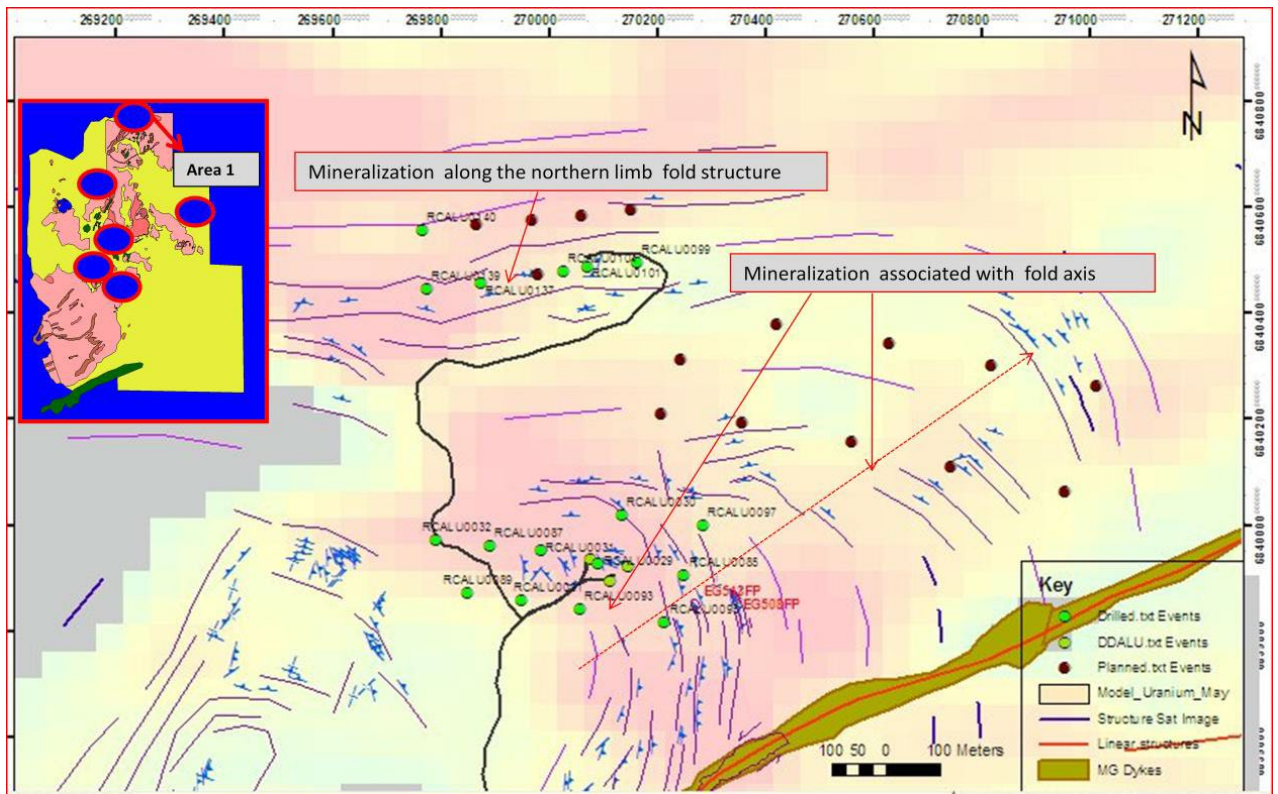 269200 269400 269600 269800 270000 270200 270400 270600 270800 271000 271200
N
Area 1
Mineralization along the northern limb fold structure
RCALU0140
RCALU0099
RCALU0101
RCALU0139
RCALU0137
Mineralization associated with fold axis
6840800
6840600
6840400
6840200
6840000
RCALU0030
RCALU0097
RCALU0032
RCALU0087
RCALU0031
RCALU0029
RCALU0085
RCALU0089
RCALU0093
EG513FP
EG508FP
Key
Drilled.txt Events
DDALU.txt Events
Planned.txt Events
Model_Uranium_May
Structure Sat Image
Linear structures
MG Dykes
100 50 0 100 Meters